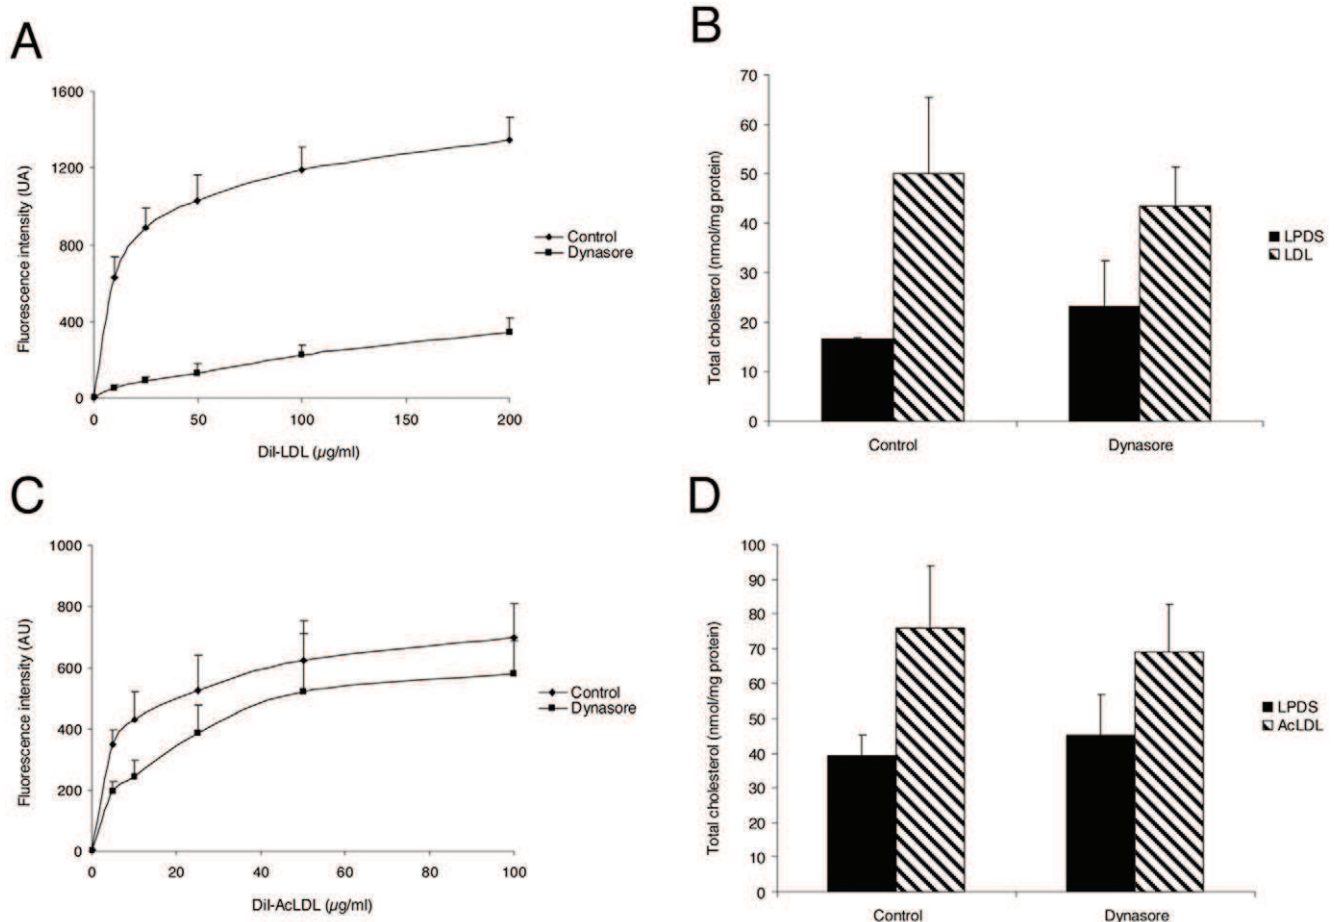 A
1600
1200
800
400
0
0 50 100 150 200
Fluorescence intensity (UA)
DiI-LDL (µg/ml)
Control
Dynasore
B
70
60
50
40
30
20
10
0
Total cholesterol (nmol/mg protein)
Control Dynasore
LPDS
LDL
C
1000
800
600
400
200
0
0 20 40 60 80 100
Fluorescence intensity (AU)
DiI-AcLDL (µg/ml)
Control
Dynasore
D
100
90
80
70
60
50
40
30
20
10
0
Total cholesterol (nmol/mg protein)
Control Dynasore
LPDS
AcLDL